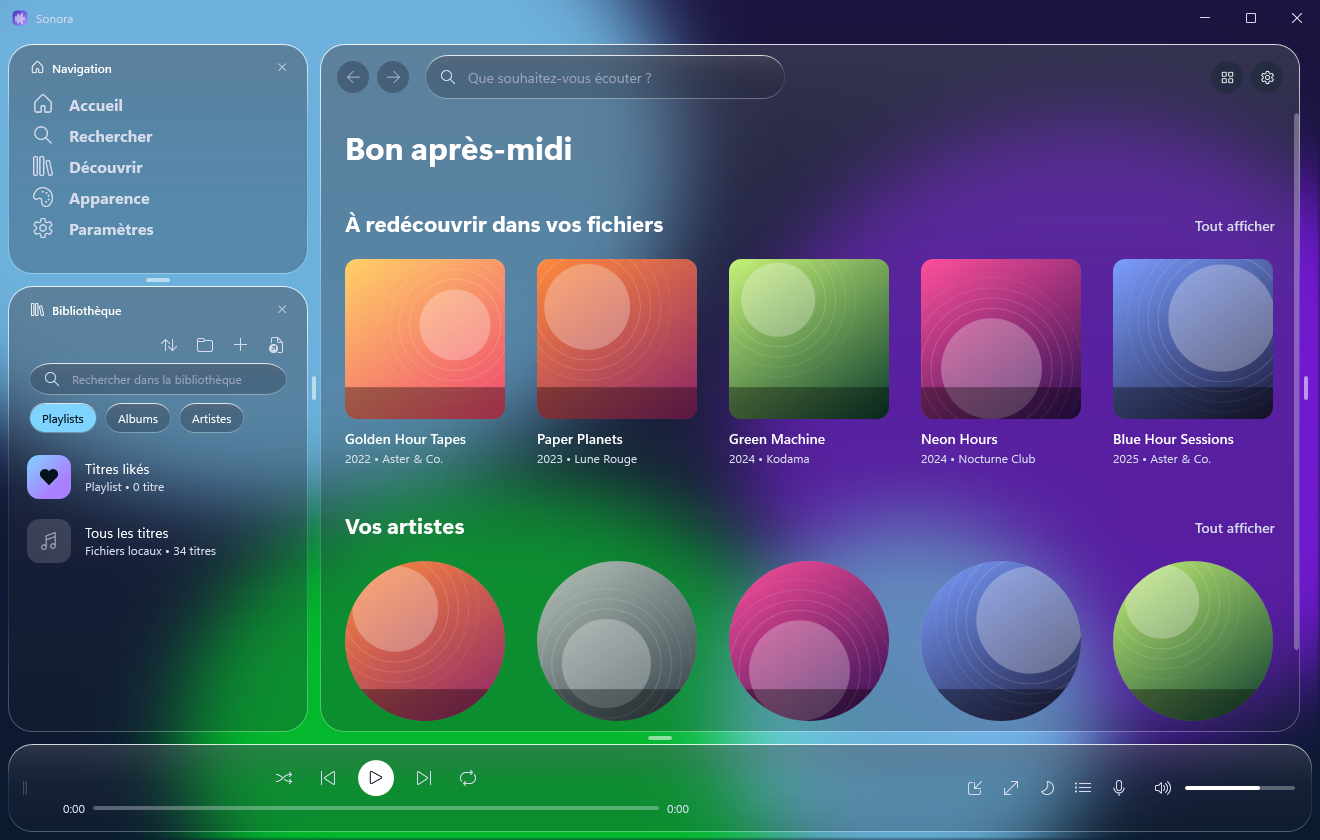 Sonora
Navigation
Accueil
Rechercher
Découvrir
Apparence
Paramètres
Bibliothèque
Rechercher dans la bibliothèque
Playlists
Albums
Artistes
Titres likés
Playlist • 0 titre
Tous les titres
Fichiers locaux • 34 titres
Que souhaitez-vous écouter ?
Bon après-midi
À redécouvrir dans vos fichiers
Tout afficher
Golden Hour Tapes
2022 • Aster & Co.
Paper Planets
2023 • Lune Rouge
Green Machine
2024 • Kodama
Neon Hours
2024 • Nocturne Club
Blue Hour Sessions
2025 • Aster & Co.
Vos artistes
Tout afficher
0:00
0:00